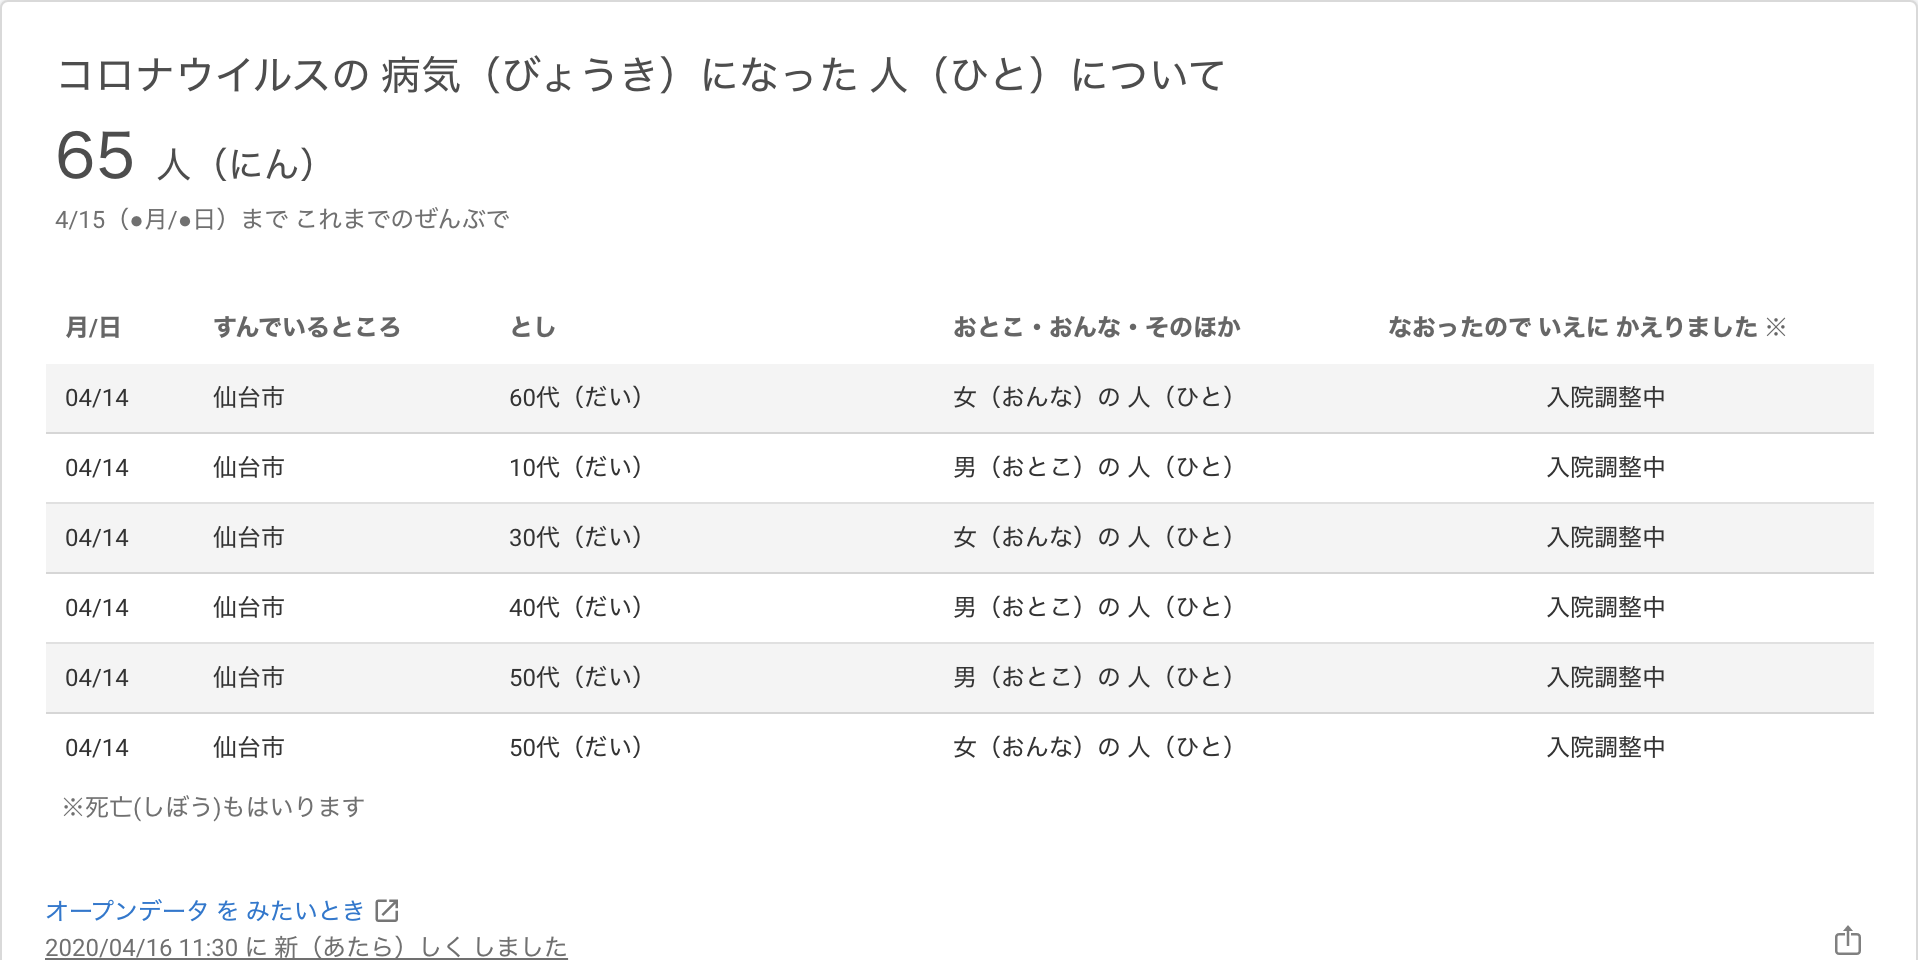 コロナウイルスの 病気（びょうき）になった 人（ひと）について
65 人（にん）
4/15（●月/●日）まで これまでのぜんぶで
月/日 すんでいるところ とし おとこ・おんな・そのほか なおったので いえに かえりました ※
04/14 仙台市 60代（だい） 女（おんな）の 人（ひと） 入院調整中
04/14 仙台市 10代（だい） 男（おとこ）の 人（ひと） 入院調整中
04/14 仙台市 30代（だい） 女（おんな）の 人（ひと） 入院調整中
04/14 仙台市 40代（だい） 男（おとこ）の 人（ひと） 入院調整中
04/14 仙台市 50代（だい） 男（おとこ）の 人（ひと） 入院調整中
04/14 仙台市 50代（だい） 女（おんな）の 人（ひと） 入院調整中
※死亡(しぼう)もはいります
オープンデータ を みたいとき
2020/04/16 11:30 に 新（あたら）しく しました